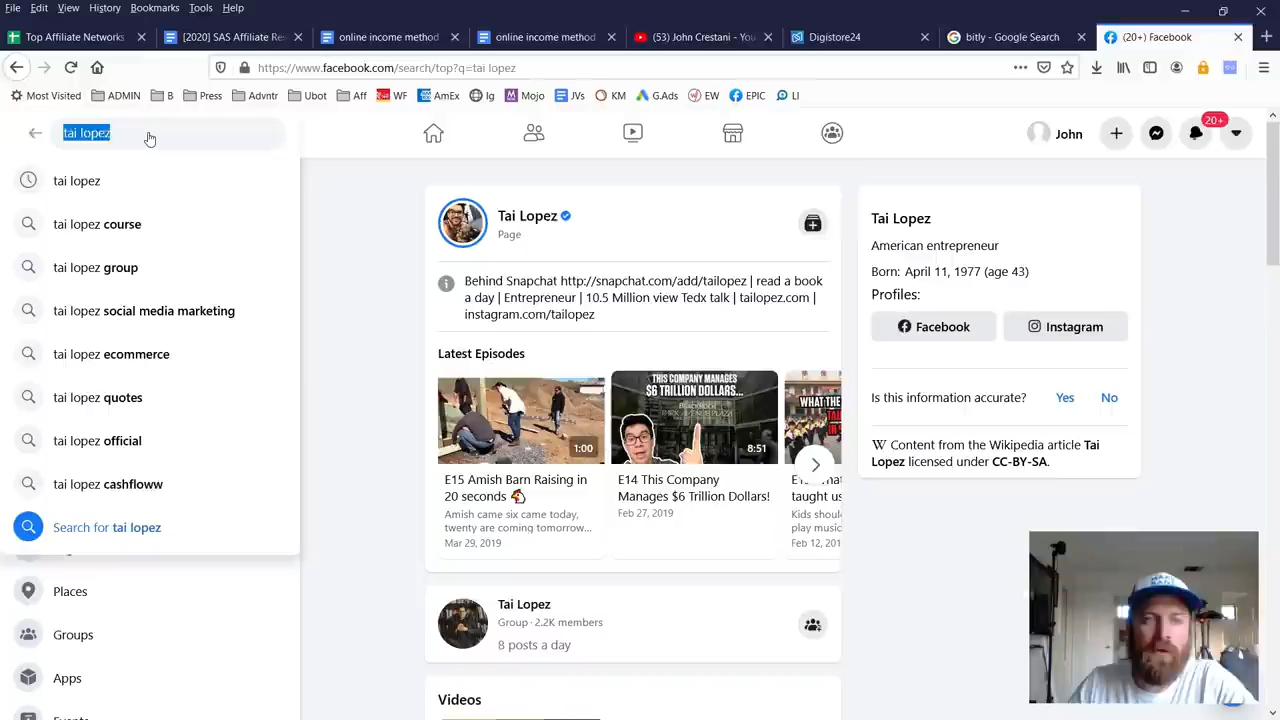 File Edit View History Bookmarks Tools Help
Top Affiliate Networks
[2020] SAS Affiliate Re
online income method
online income method
(53) John Crestani - You
Digistore24
bitly - Google Search
(20+) Facebook
https://www.facebook.com/search/top?q=tai lopez
Most Visited ADMIN B Press Advntr Ubot Aff WF AmEx Ig Mojo JVs KM G.Ads EW EPIC LI
tai lopez
John
20+
tai lopez
tai lopez course
tai lopez group
tai lopez social media marketing
tai lopez ecommerce
tai lopez quotes
tai lopez official
tai lopez cashfloww
Search for tai lopez
Places
Groups
Apps
Tai Lopez
Page
Behind Snapchat http://snapchat.com/add/tailopez | read a book
a day | Entrepreneur | 10.5 Million view Tedx talk | tailopez.com |
instagram.com/tailopez
Latest Episodes
1:00
E15 Amish Barn Raising in
20 seconds
Amish came six came today,
twenty are coming tomorrow...
Mar 29, 2019
THIS COMPANY MANAGES
$6 TRILLION DOLLARS...
8:51
E14 This Company
Manages $6 Trillion Dollars!
Feb 27, 2019
WHAT THE
taught us
Kids shoul
play music
Feb 12, 201
Tai Lopez
Group · 2.2K members
8 posts a day
Videos
Tai Lopez
American entrepreneur
Born: April 11, 1977 (age 43)
Profiles:
Facebook
Instagram
Is this information accurate? Yes No
W Content from the Wikipedia article Tai
Lopez licensed under CC-BY-SA.